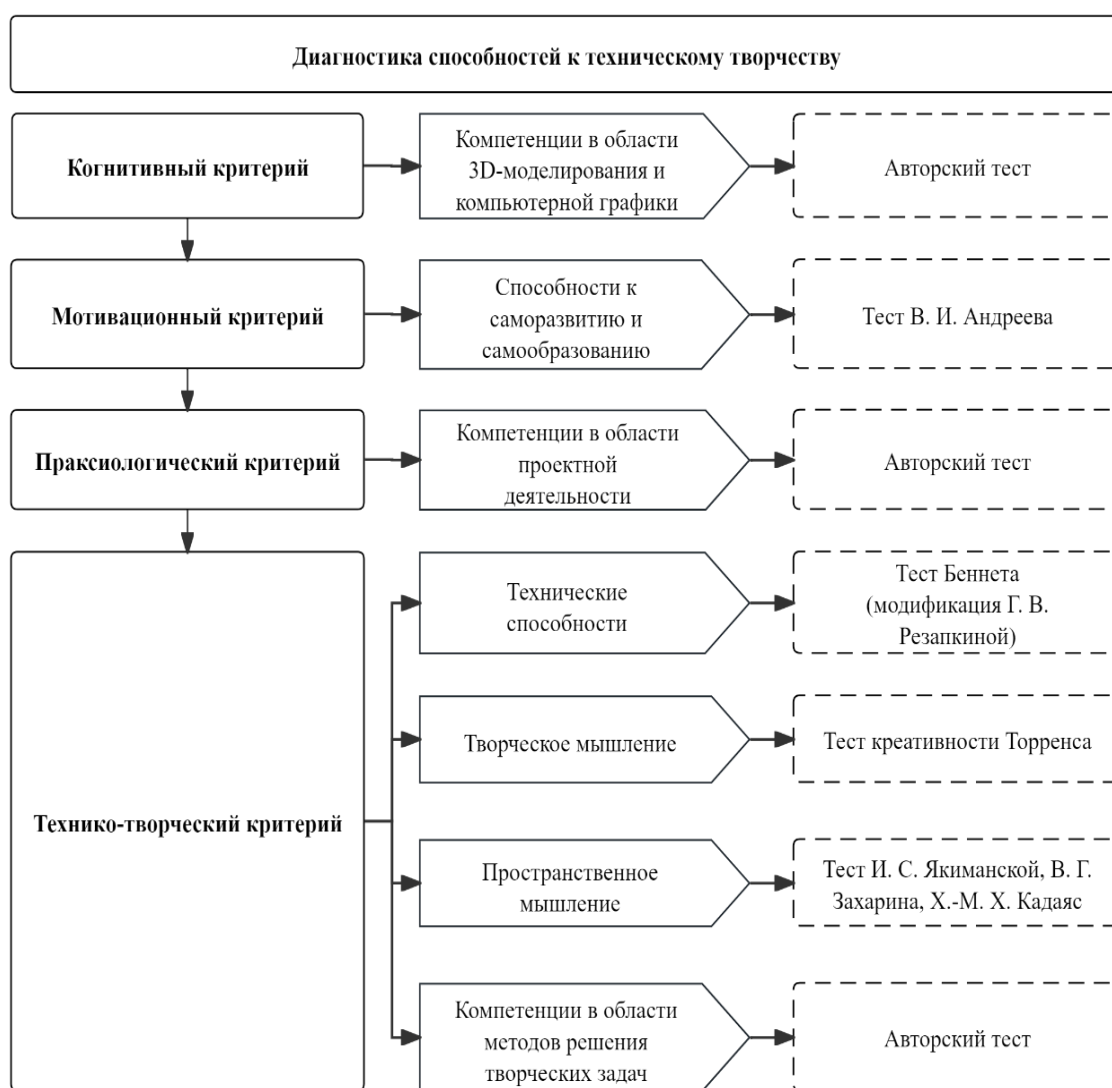 Диагностика способностей к техническому творчеству
Когнитивный критерий
Компетенции в области
3D-моделирования и
компьютерной графики
Авторский тест
Мотивационный критерий
Способности к
саморазвитию и
самообразованию
Тест В. И. Андреева
Праксиологический критерий
Компетенции в области
проектной
деятельности
Авторский тест
Технико-творческий критерий
Технические
способности
Тест Беннета
(модификация Г. В.
Резапкиной)
Творческое мышление
Тест креативности Торренса
Пространственное
мышление
Тест И. С. Якиманской, В. Г.
Захарина, Х.-М. Х. Кадаяс
Компетенции в области
методов решения
творческих задач
Авторский тест